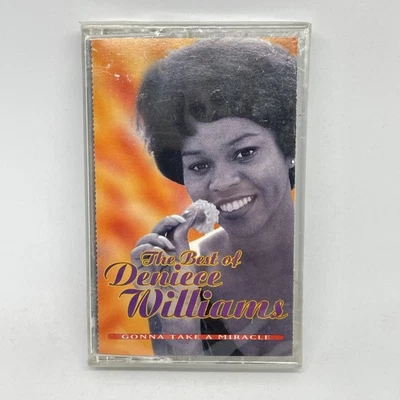 The Best of
Deniece
Williams
GONNA TAKE A MIRACLE